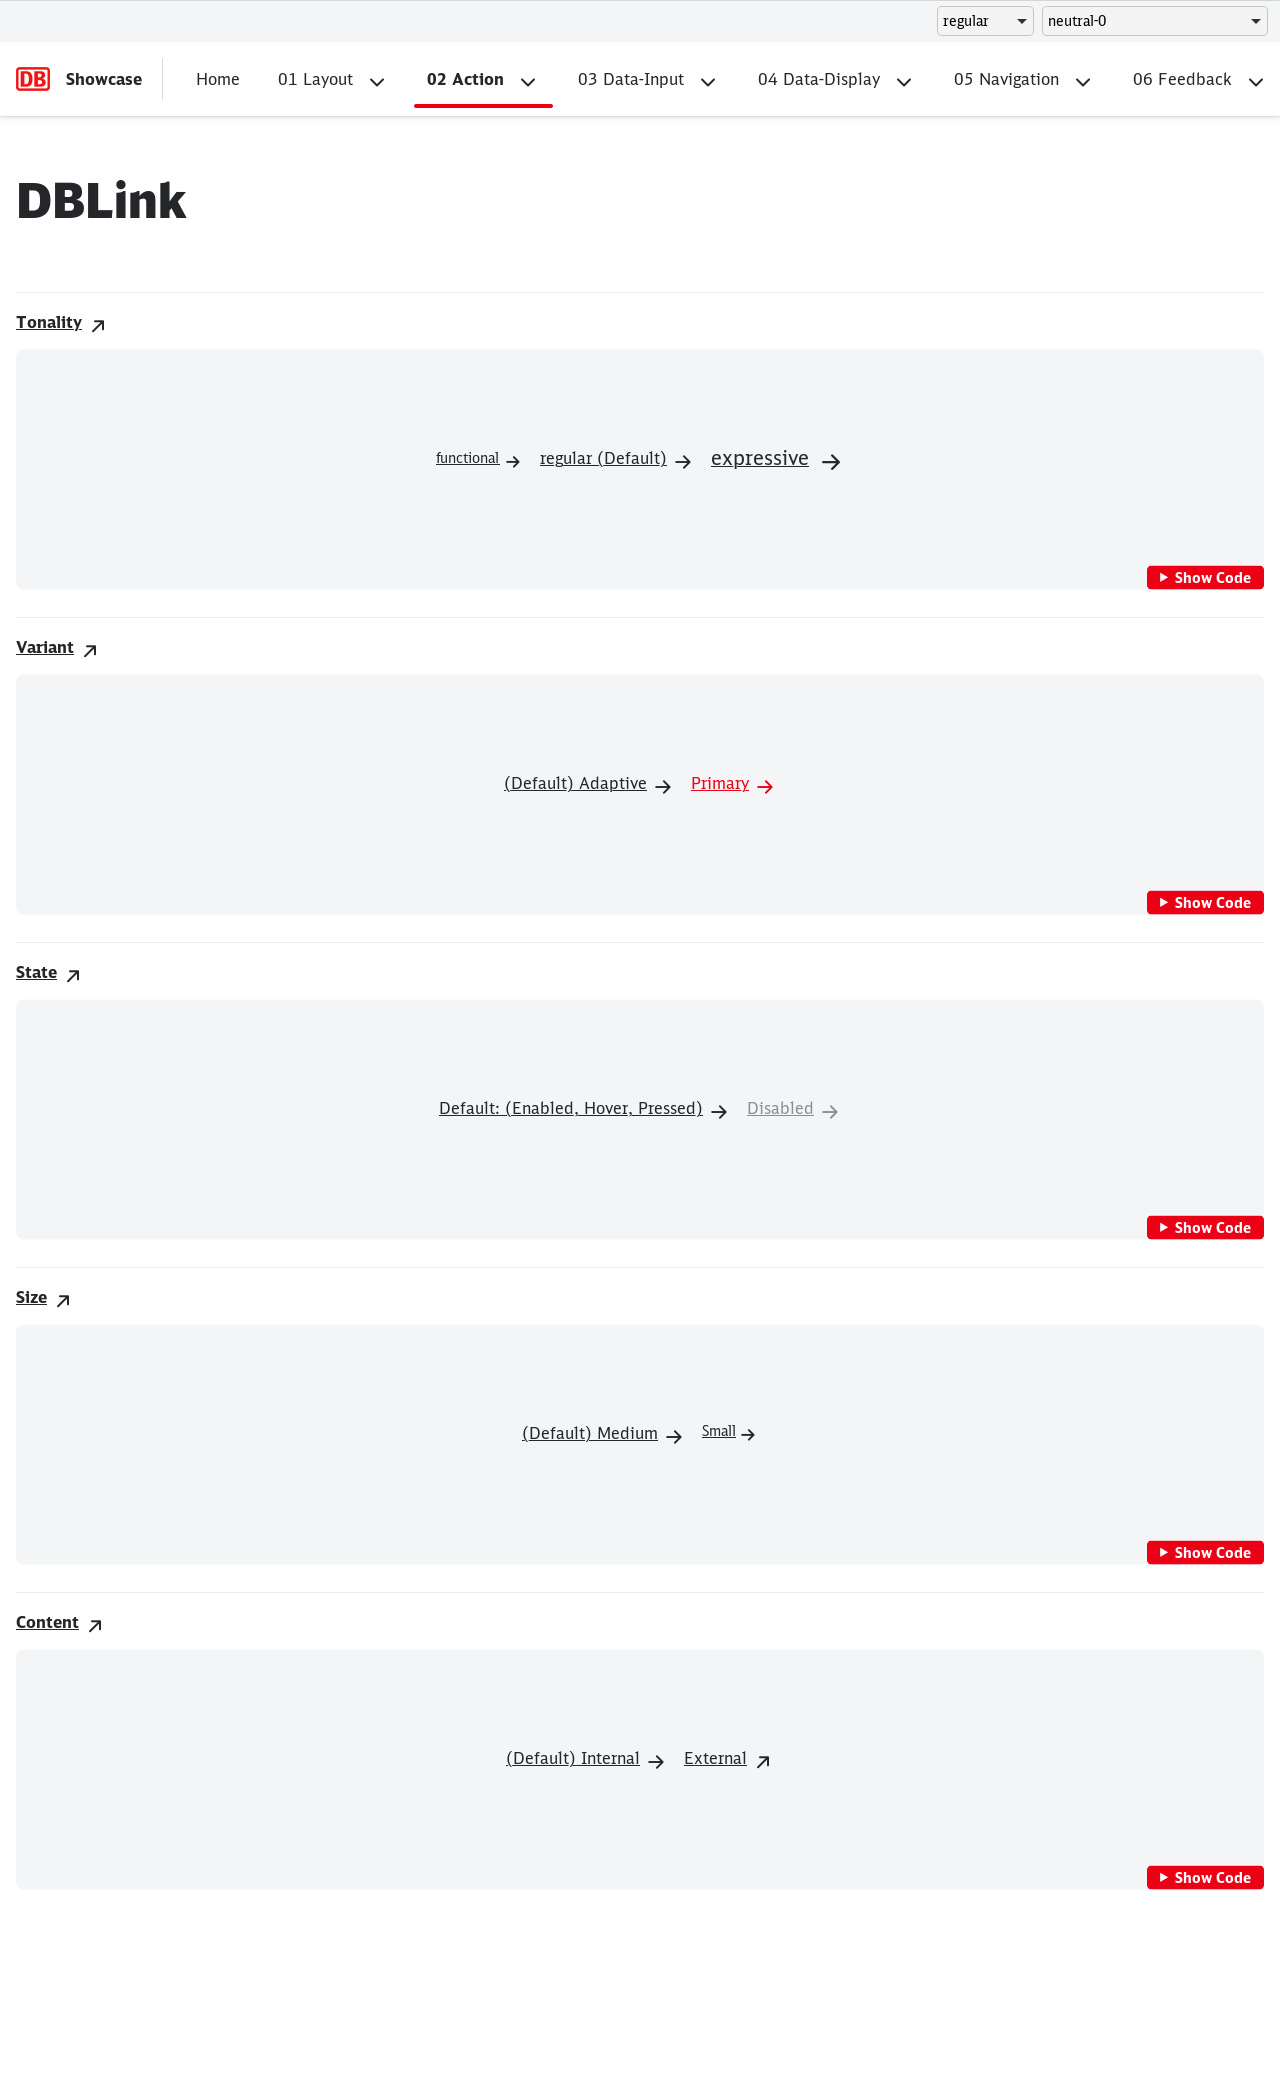 regular neutral-0
DB Showcase Home 01 Layout 02 Action 03 Data-Input 04 Data-Display 05 Navigation 06 Feedback
DBLink
Tonality
functional regular (Default) expressive
Show Code
Variant
(Default) Adaptive Primary
Show Code
State
Default: (Enabled, Hover, Pressed) Disabled
Show Code
Size
(Default) Medium Small
Show Code
Content
(Default) Internal External
Show Code